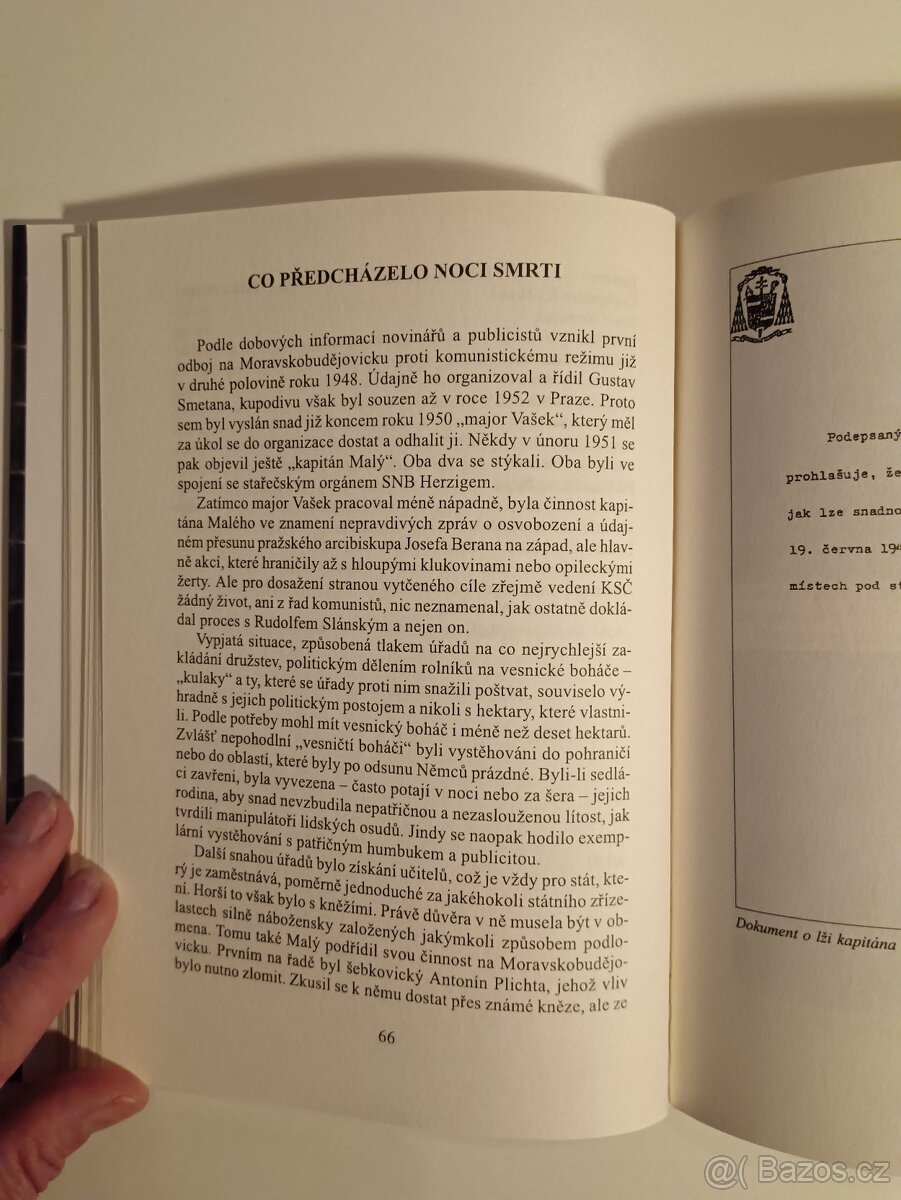 CO PŘEDCHÁZELO NOCI SMRTI
Podle dobových informací novinářů a publicistů vznikl první
odboj na Moravskobudějovicku proti komunistickému režimu již
v druhé polovině roku 1948. Údajně ho organizoval a řídil Gustav
Smetana, kupodivu však byl souzen až v roce 1952 v Praze. Proto
sem byl vyslán snad již koncem roku 1950 „major Vašek“, který měl
za úkol se do organizace dostat a odhalit ji. Někdy v únoru 1951 se
pak objevil ještě „kapitán Malý“. Oba dva se stýkali. Oba byli ve
spojení se stařečským orgánem SNB Herzigem.
Zatímco major Vašek pracoval méně nápadně, byla činnost kapi-
tána Malého ve znamení nepravdivých zpráv o osvobození a údaj-
ném přesunu pražského arcibiskupa Josefa Berana na západ, ale hlav-
ně akcí, které hraničily až s hloupými klukovinami nebo opileckými
žerty. Ale pro dosažení stranou vytčeného cíle zřejmě vedení KSČ
žádný život, ani z řad komunistů, nic neznamenal, jak ostatně doklá-
dal proces s Rudolfem Slánským a nejen on.
Vypjatá situace, způsobená tlakem úřadů na co nejrychlejší za-
kládání družstev, politickým dělením rolníků na vesnické boháče –
„kulaky“ a ty, které se úřady proti nim snažili poštvat, souviselo vý-
hradně s jejich politickým postojem a nikoli s hektary, které vlastni-
li. Podle potřeby mohl mít vesnický boháč i méně než deset hektarů.
Zvlášť nepohodlní „vesničtí boháči“ byli vystěhováni do pohraničí
nebo do oblastí, které byly po odsunu Němců prázdné. Byli-li sedlá-
ci zavřeni, byla vyvezena – často potají v noci nebo za šera – jejich
rodina, aby snad nevzbudila nepatřičnou a nezaslouženou lítost, jak
tvrdili manipulátoři lidských osudů. Jindy se naopak hodilo exemp-
lární vystěhování s patřičným humbukem a publicitou.
Další snahou úřadů bylo získání učitelů, což je vždy pro stát, kte-
rý je zaměstnává, poměrně jednoduché za jakéhokoli státního zříze-
ní. Horší to však bylo s kněžími. Právě důvěra v ně musela být v ob-
lastech silně nábožensky založených jakýmkoli způsobem podlo-
mena. Tomu také Malý podřídil svou činnost na Moravskobudějo-
vicku. Prvním na řadě byl šebkovický Antonín Plichta, jehož vliv
bylo nutno zlomit. Zkusil se k němu dostat přes známé kněze, ale ze
66
Podepsaný
prohlašuje, že
jak lze snadno
19. června 194
místech pod st
Dokument o lži kapitána
@( Bazos.cz